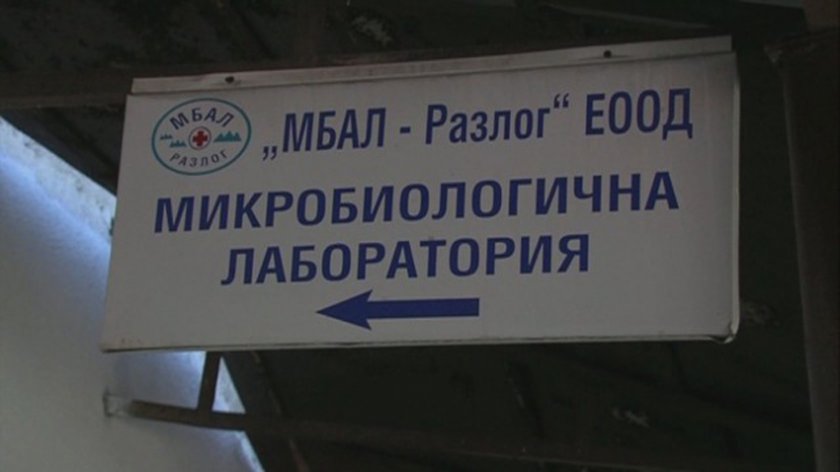 МБАЛ
РАЗЛОГ
„МБАЛ - Разлог“ ЕООД
МИКРОБИОЛОГИЧНА
ЛАБОРАТОРИЯ